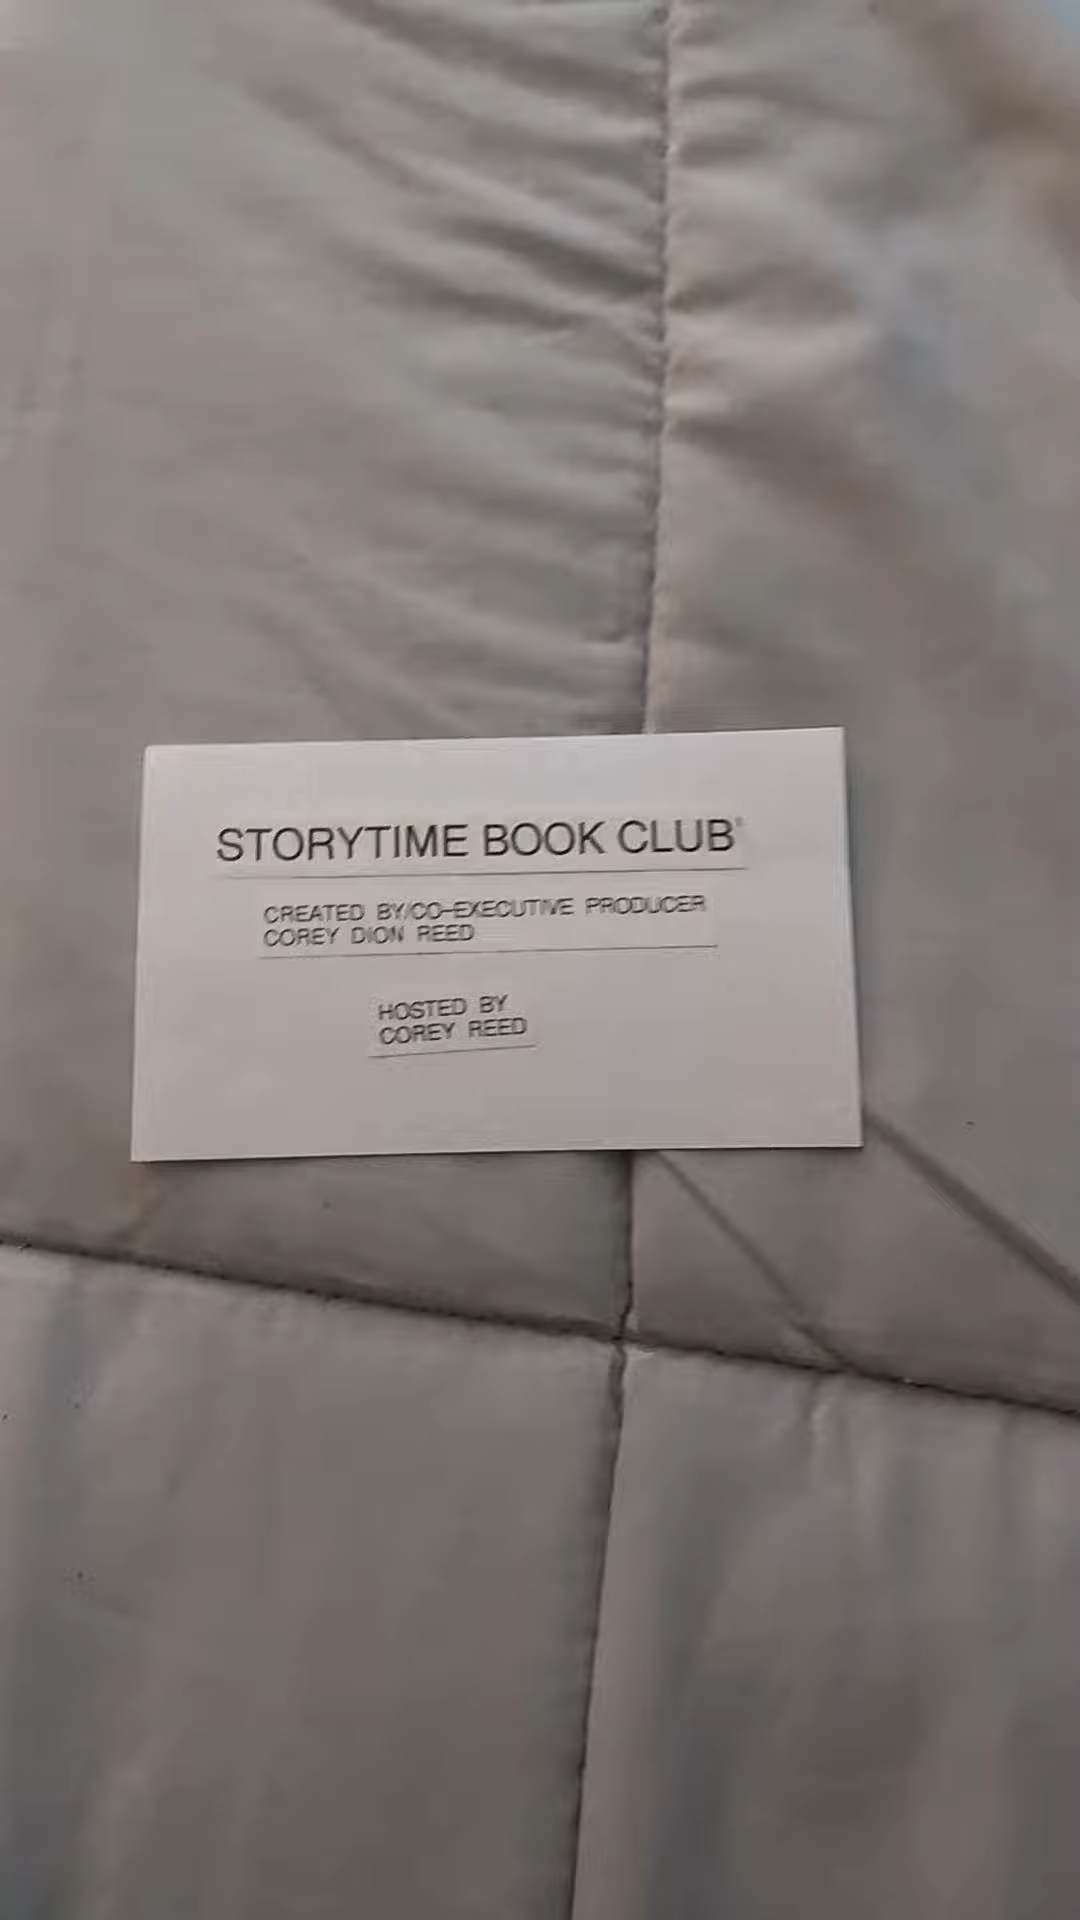 STORYTIME BOOK CLUB
CREATED BY/CO-EXECUTIVE PRODUCER
COREY DION REED
HOSTED BY
COREY REED